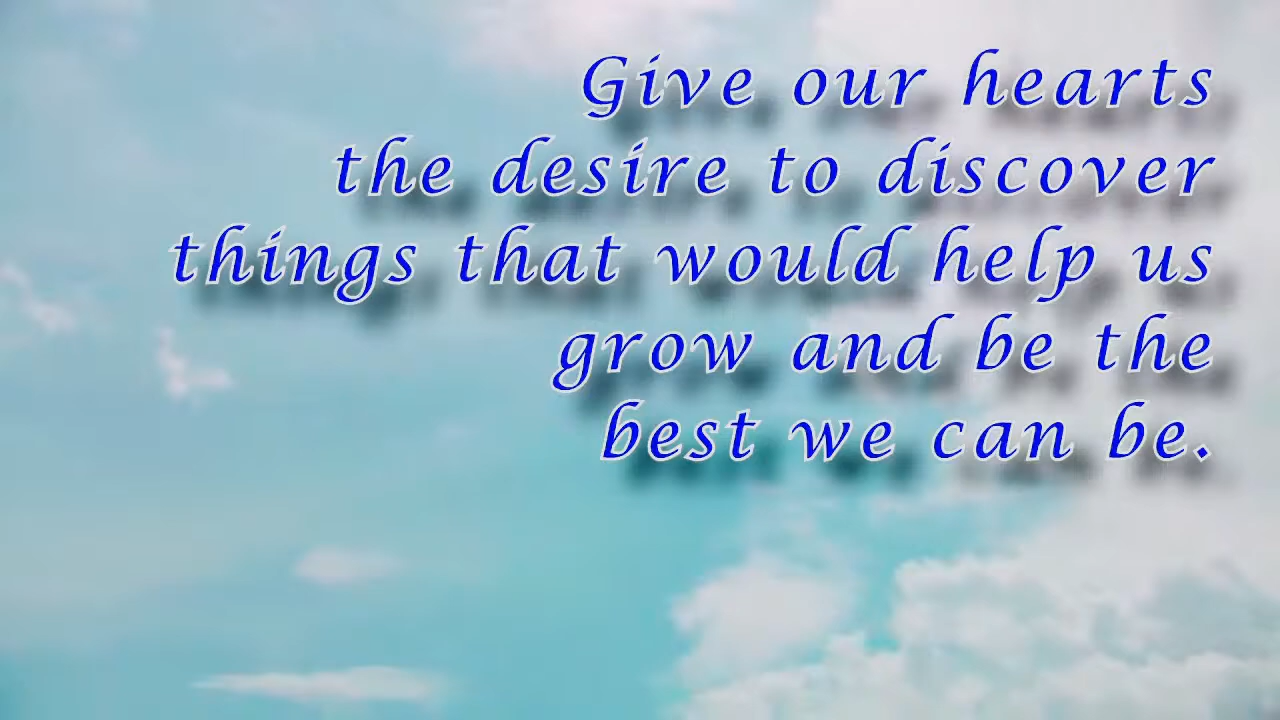 Give our hearts
the desire to discover
things that would help us
grow and be the
best we can be.